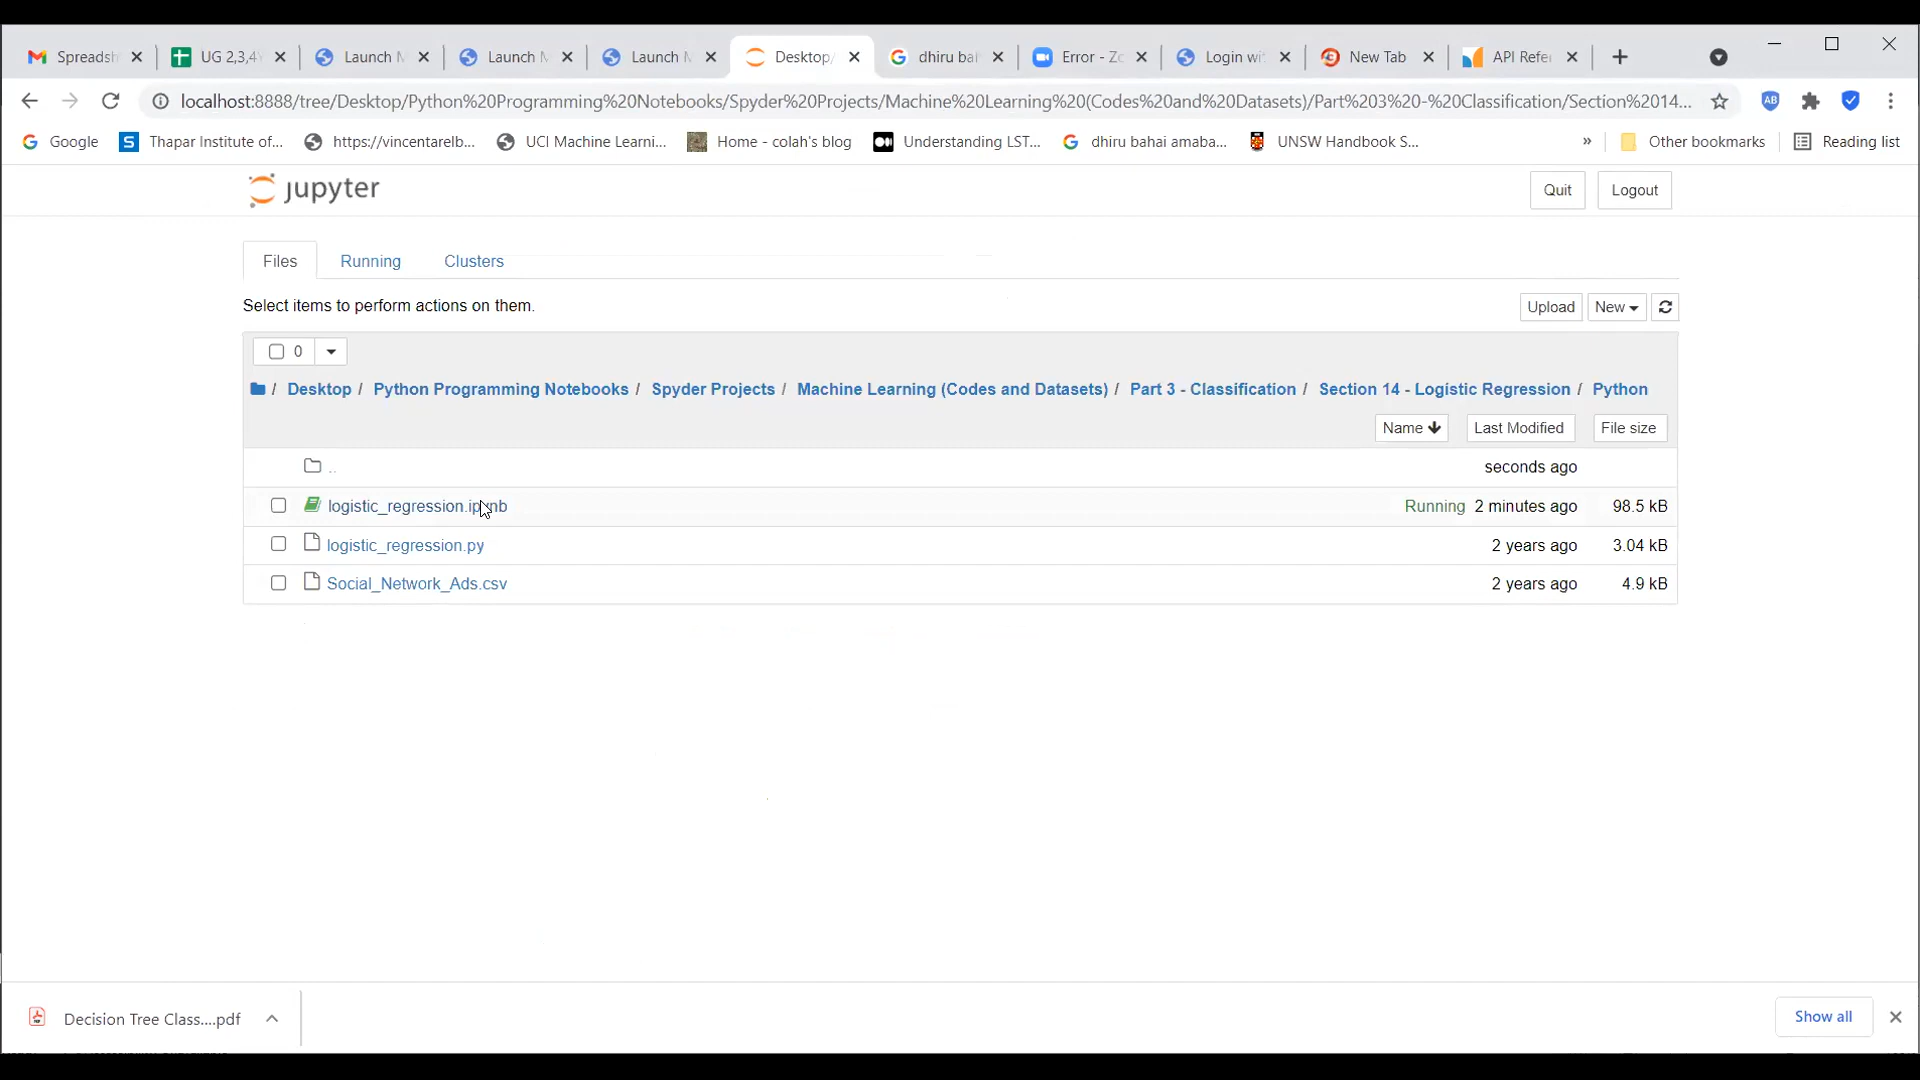 Spreadsh UG 2,3,4Y Launch M Launch M Launch M Desktop/ dhiru bah Error - Zo Login wit New Tab API Refer
localhost:8888/tree/Desktop/Python%20Programming%20Notebooks/Spyder%20Projects/Machine%20Learning%20(Codes%20and%20Datasets)/Part%203%20-%20Classification/Section%2014...
Google Thapar Institute of... https://vincentarelb... UCI Machine Learni... Home - colah's blog Understanding LST... dhiru bahai amaba... UNSW Handbook S... » Other bookmarks Reading list
jupyter Quit Logout
Files Running Clusters
Select items to perform actions on them. Upload New
0
/ Desktop / Python Programming Notebooks / Spyder Projects / Machine Learning (Codes and Datasets) / Part 3 - Classification / Section 14 - Logistic Regression / Python
Name Last Modified File size
.. seconds ago
logistic_regression.ipynb Running 2 minutes ago 98.5 kB
logistic_regression.py 2 years ago 3.04 kB
Social_Network_Ads.csv 2 years ago 4.9 kB
Decision Tree Class....pdf Show all